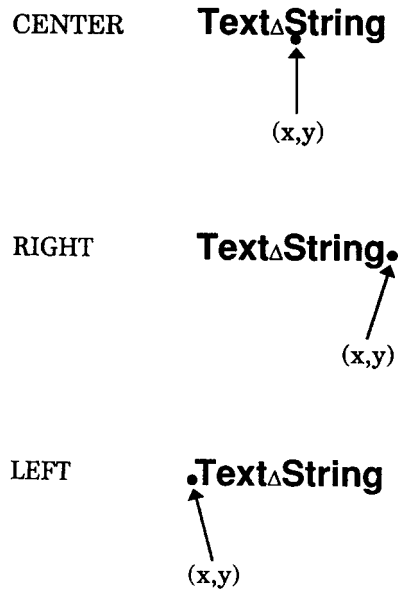 CENTER Text△String
(x,y)
RIGHT Text△String
(x,y)
LEFT Text△String
(x,y)